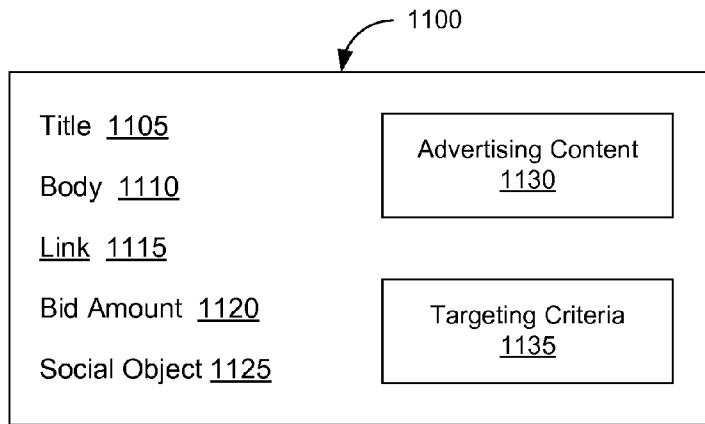 1100
Title 1105
Body 1110
Link 1115
Bid Amount 1120
Social Object 1125
Advertising Content
1130
Targeting Criteria
1135